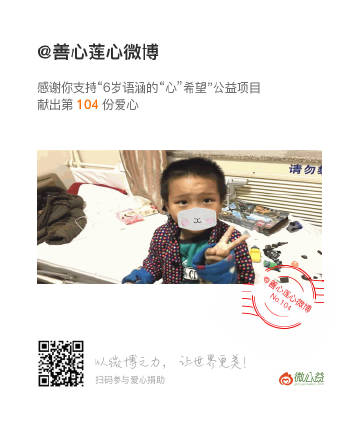 @善心莲心微博
感谢你支持“6岁语涵的“心”希望”公益项目
献出第 104 份爱心
请勿
@善心莲心微博
No.104
以微博之力，让世界更美！
扫码参与爱心捐助
微心益